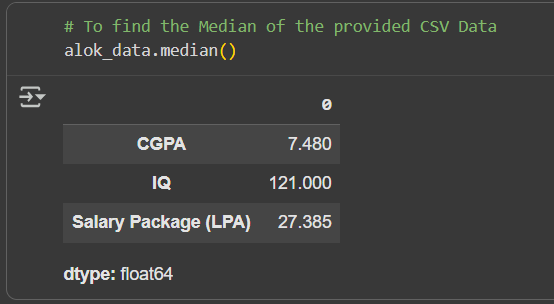 # To find the Median of the provided CSV Data
alok_data.median()
0
CGPA 7.480
IQ 121.000
Salary Package (LPA) 27.385
dtype: float64